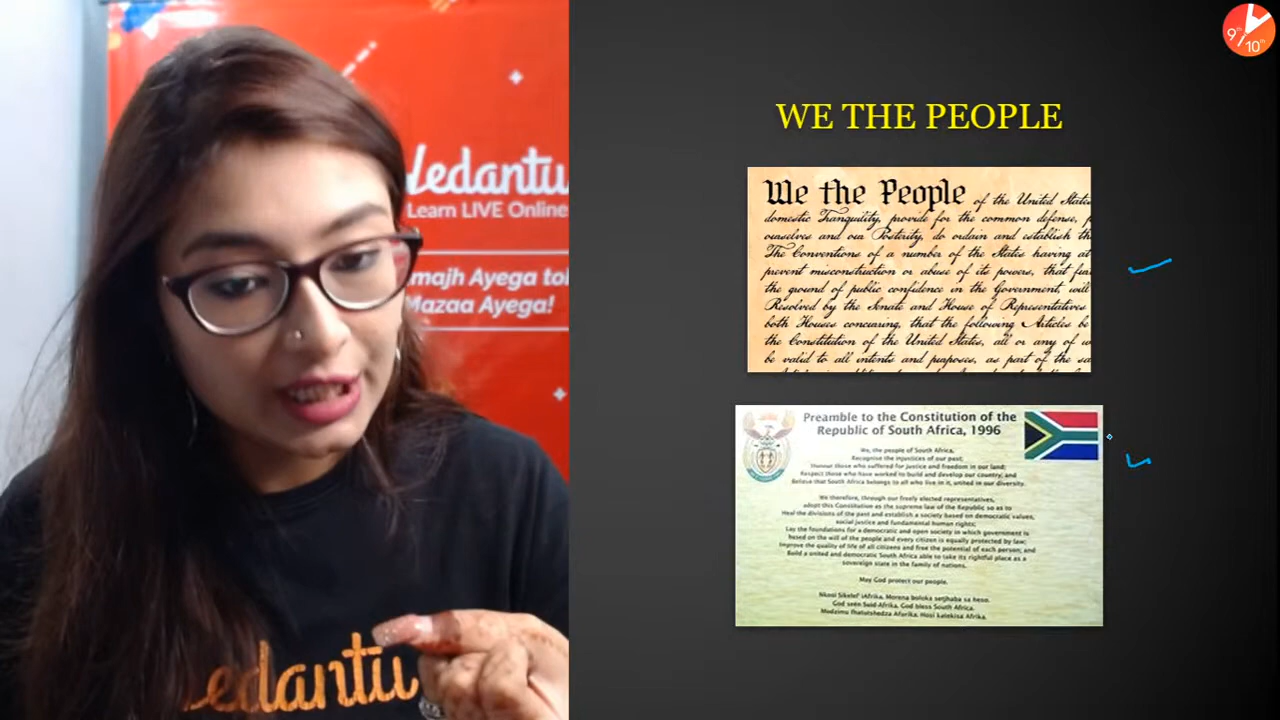 Vedantu
Learn LIVE Online
amajh Ayega toh
Mazaa Ayega!
vedantu
9th
10th
WE THE PEOPLE
We the People of the United States
domestic Tranquility, provide for the common defense, p
ourselves and our Posterity, do ordain and establish th
The Conventions of a number of the States having at
prevent misconstruction or abuse of its powers, that fur
the ground of public confidence in the Government, will
Resolved by the Senate and House of Representatives
both Houses concurring, that the following Articles be
the Constitution of the United States, all or any of w
be valid to all intents and purposes, as part of the sa
Preamble to the Constitution of the
Republic of South Africa, 1996
We, the people of South Africa,
Recognise the injustices of our past;
Honour those who suffered for justice and freedom in our land;
Respect those who have worked to build and develop our country; and
Believe that South Africa belongs to all who live in it, united in our diversity.
We therefore, through our freely elected representatives,
adopt this Constitution as the supreme law of the Republic so as to
Heal the divisions of the past and establish a society based on democratic values,
social justice and fundamental human rights;
Lay the foundations for a democratic and open society in which government is
based on the will of the people and every citizen is equally protected by law;
Improve the quality of life of all citizens and free the potential of each person; and
Build a united and democratic South Africa able to take its rightful place as a
sovereign state in the family of nations.
May God protect our people.
Nkosi Sikelel' iAfrika. Morena boloka setjhaba sa heso.
God seën Suid-Afrika. God bless South Africa.
Mudzimu fhatutshedza Afurika. Hosi katekisa Afrika.